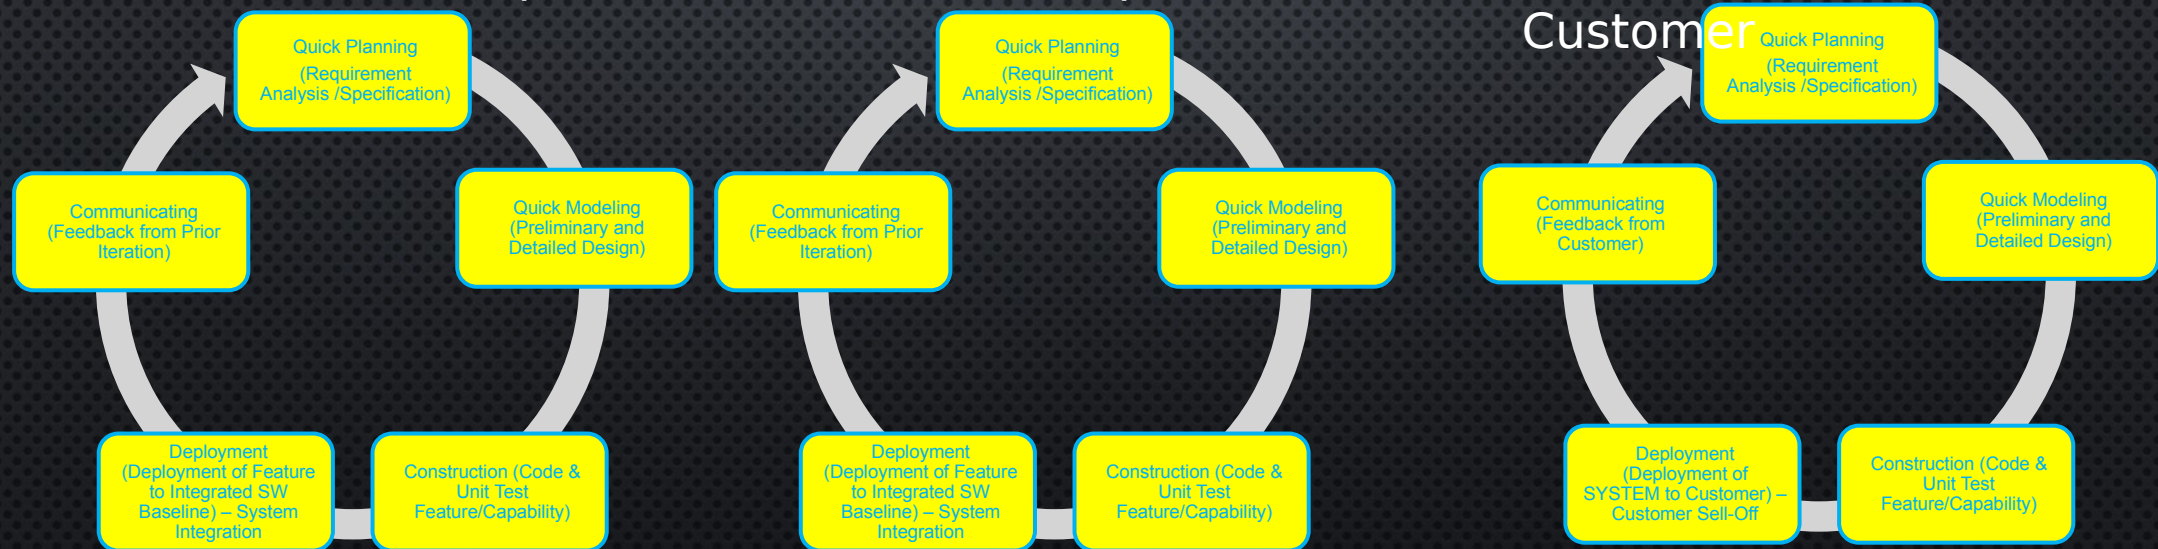 Customer
Quick Planning
(Requirement
Analysis /Specification)
Quick Modeling
(Preliminary and
Detailed Design)
Construction (Code &
Unit Test
Feature/Capability)
Deployment
(Deployment of Feature
to Integrated SW
Baseline) – System
Integration
Communicating
(Feedback from Prior
Iteration)
Quick Planning
(Requirement
Analysis /Specification)
Quick Modeling
(Preliminary and
Detailed Design)
Construction (Code &
Unit Test
Feature/Capability)
Deployment
(Deployment of Feature
to Integrated SW
Baseline) – System
Integration
Communicating
(Feedback from Prior
Iteration)
Quick Planning
(Requirement
Analysis /Specification)
Quick Modeling
(Preliminary and
Detailed Design)
Construction (Code &
Unit Test
Feature/Capability)
Deployment
(Deployment of
SYSTEM to Customer) –
Customer Sell-Off
Communicating
(Feedback from
Customer)